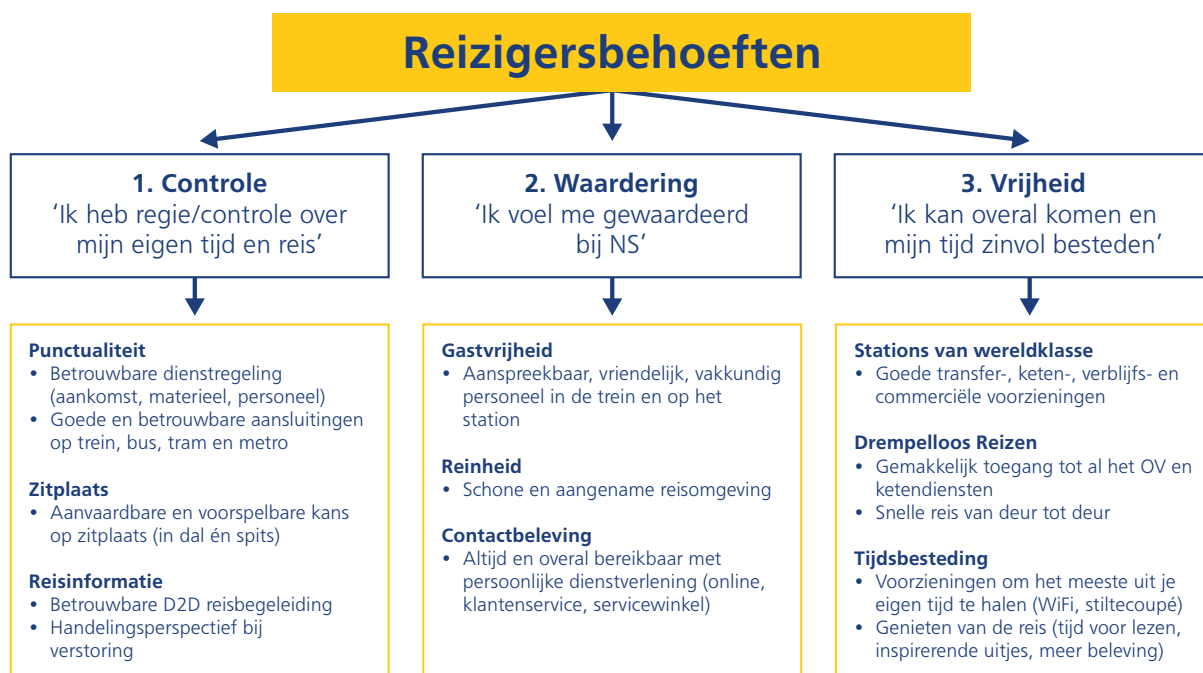 Reizigersbehoeften
1. Controle
‘Ik heb regie/controle over
mijn eigen tijd en reis’
2. Waardering
‘Ik voel me gewaardeerd
bij NS’
3. Vrijheid
‘Ik kan overal komen en
mijn tijd zinvol besteden’
Punctualiteit
• Betrouwbare dienstregeling
(aankomst, materieel, personeel)
• Goede en betrouwbare aansluitingen
op trein, bus, tram en metro
Zitplaats
• Aanvaardbare en voorspelbare kans
op zitplaats (in dal én spits)
Reisinformatie
• Betrouwbare D2D reisbegeleiding
• Handelingsperspectief bij
verstoring
Gastvrijheid
• Aanspreekbaar, vriendelijk, vakkundig
personeel in de trein en op het
station
Reinheid
• Schone en aangename reisomgeving
Contactbeleving
• Altijd en overal bereikbaar met
persoonlijke dienstverlening (online,
klantenservice, servicewinkel)
Stations van wereldklasse
• Goede transfer-, keten-, verblijfs- en
commerciële voorzieningen
Drempelloos Reizen
• Gemakkelijk toegang tot al het OV en
ketendiensten
• Snelle reis van deur tot deur
Tijdsbesteding
• Voorzieningen om het meeste uit je
eigen tijd te halen (WiFi, stiltecoupé)
• Genieten van de reis (tijd voor lezen,
inspirerende uitjes, meer beleving)